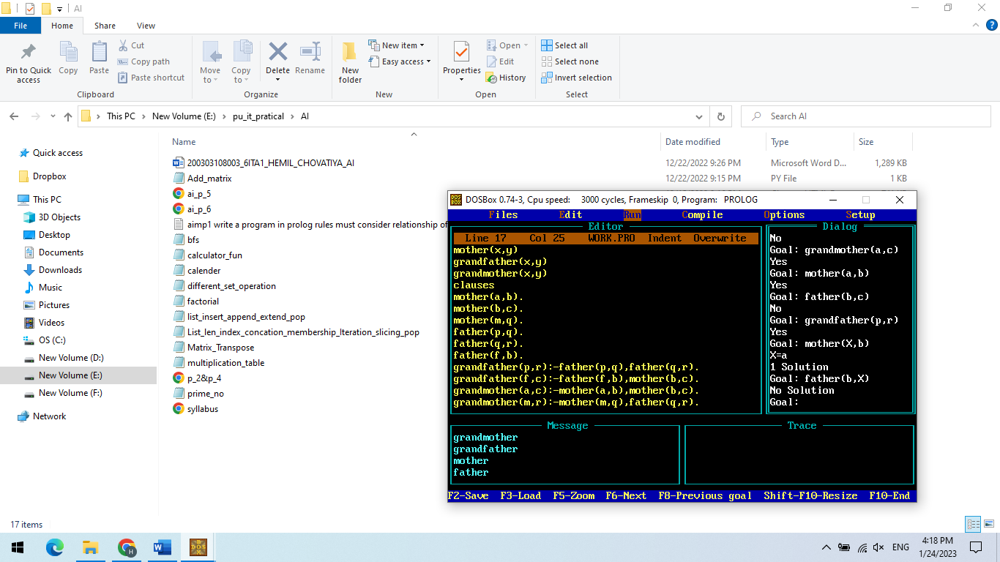 AI
File Home Share View
Pin to Quick access
Copy
Paste
Cut
Copy path
Paste shortcut
Clipboard
Move to
Copy to
Delete
Rename
Organize
New folder
New item
Easy access
New
Properties
Open
Edit
History
Open
Select all
Select none
Invert selection
Select
This PC > New Volume (E:) > pu_it_pratical > AI
Search AI
Name Date modified Type Size
Quick access
Dropbox
This PC
3D Objects
Desktop
Documents
Downloads
Music
Pictures
Videos
OS (C:)
New Volume (D:)
New Volume (E:)
New Volume (F:)
Network
200303108003_6ITA1_HEMIL_CHOVATIYA_AI 12/22/2022 9:26 PM Microsoft Word D... 1,289 KB
Add_matrix 12/22/2022 9:15 PM PY File 1 KB
ai_p_5
ai_p_6
aimp1 write a program in prolog rules must consider relationship of
bfs
calculator_fun
calender
different_set_operation
factorial
list_insert_append_extend_pop
List_len_index_concation_membership_Iteration_slicing_pop
Matrix_Transpose
multiplication_table
p_2&p_4
prime_no
syllabus
DOSBox 0.74-3, Cpu speed: 3000 cycles, Frameskip 0, Program: PROLOG
Files Edit Run Compile Options Setup
Editor
Line 17 Col 25 WORK.PRO Indent Overwrite
mother(x,y)
grandfather(x,y)
grandmother(x,y)
clauses
mother(a,b).
mother(b,c).
mother(m,q).
father(p,q).
father(q,r).
father(f,b).
grandfather(p,r):-father(p,q),father(q,r).
grandfather(f,c):-father(f,b),mother(b,c).
grandmother(a,c):-mother(a,b),mother(b,c).
grandmother(m,r):-mother(m,q),father(q,r).
Dialog
No
Goal: grandmother(a,c)
Yes
Goal: mother(a,b)
Yes
Goal: father(b,c)
No
Goal: grandfather(p,r)
Yes
Goal: mother(X,b)
X=a
1 Solution
Goal: father(b,X)
No Solution
Goal:
Message
grandmother
grandfather
mother
father
Trace
F2-Save F3-Load F5-Zoom F6-Next F8-Previous goal Shift-F10-Resize F10-End
17 items
ENG
4:18 PM
1/24/2023